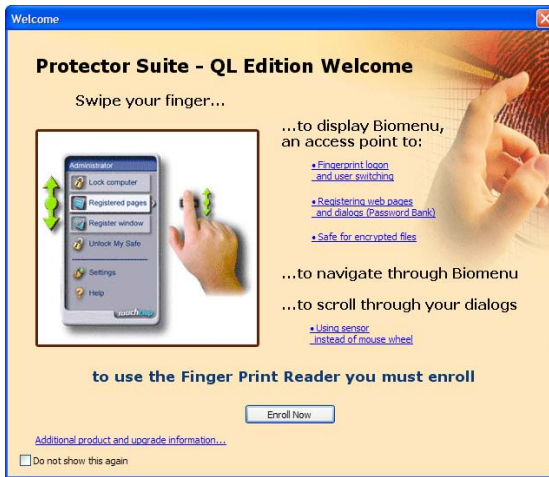 Welcome
Protector Suite - QL Edition Welcome
Swipe your finger...
Administrator
Lock computer
Registered pages
Register window
Unlock My Safe
Settings
Help
touchchip
...to display Biomenu,
an access point to:
• Fingerprint logon
and user switching
• Registering web pages
and dialogs (Password Bank)
• Safe for encrypted files
...to navigate through Biomenu
...to scroll through your dialogs
• Using sensor
instead of mouse wheel
to use the Finger Print Reader you must enroll
Enroll Now
Additional product and upgrade information...
Do not show this again